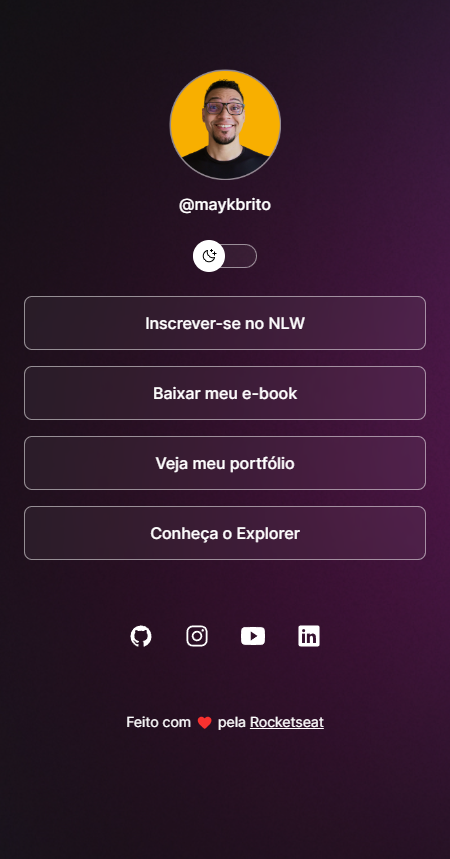 @maykbrito
Inscrever-se no NLW
Baixar meu e-book
Veja meu portfólio
Conheça o Explorer
Feito com ❤️ pela Rocketseat